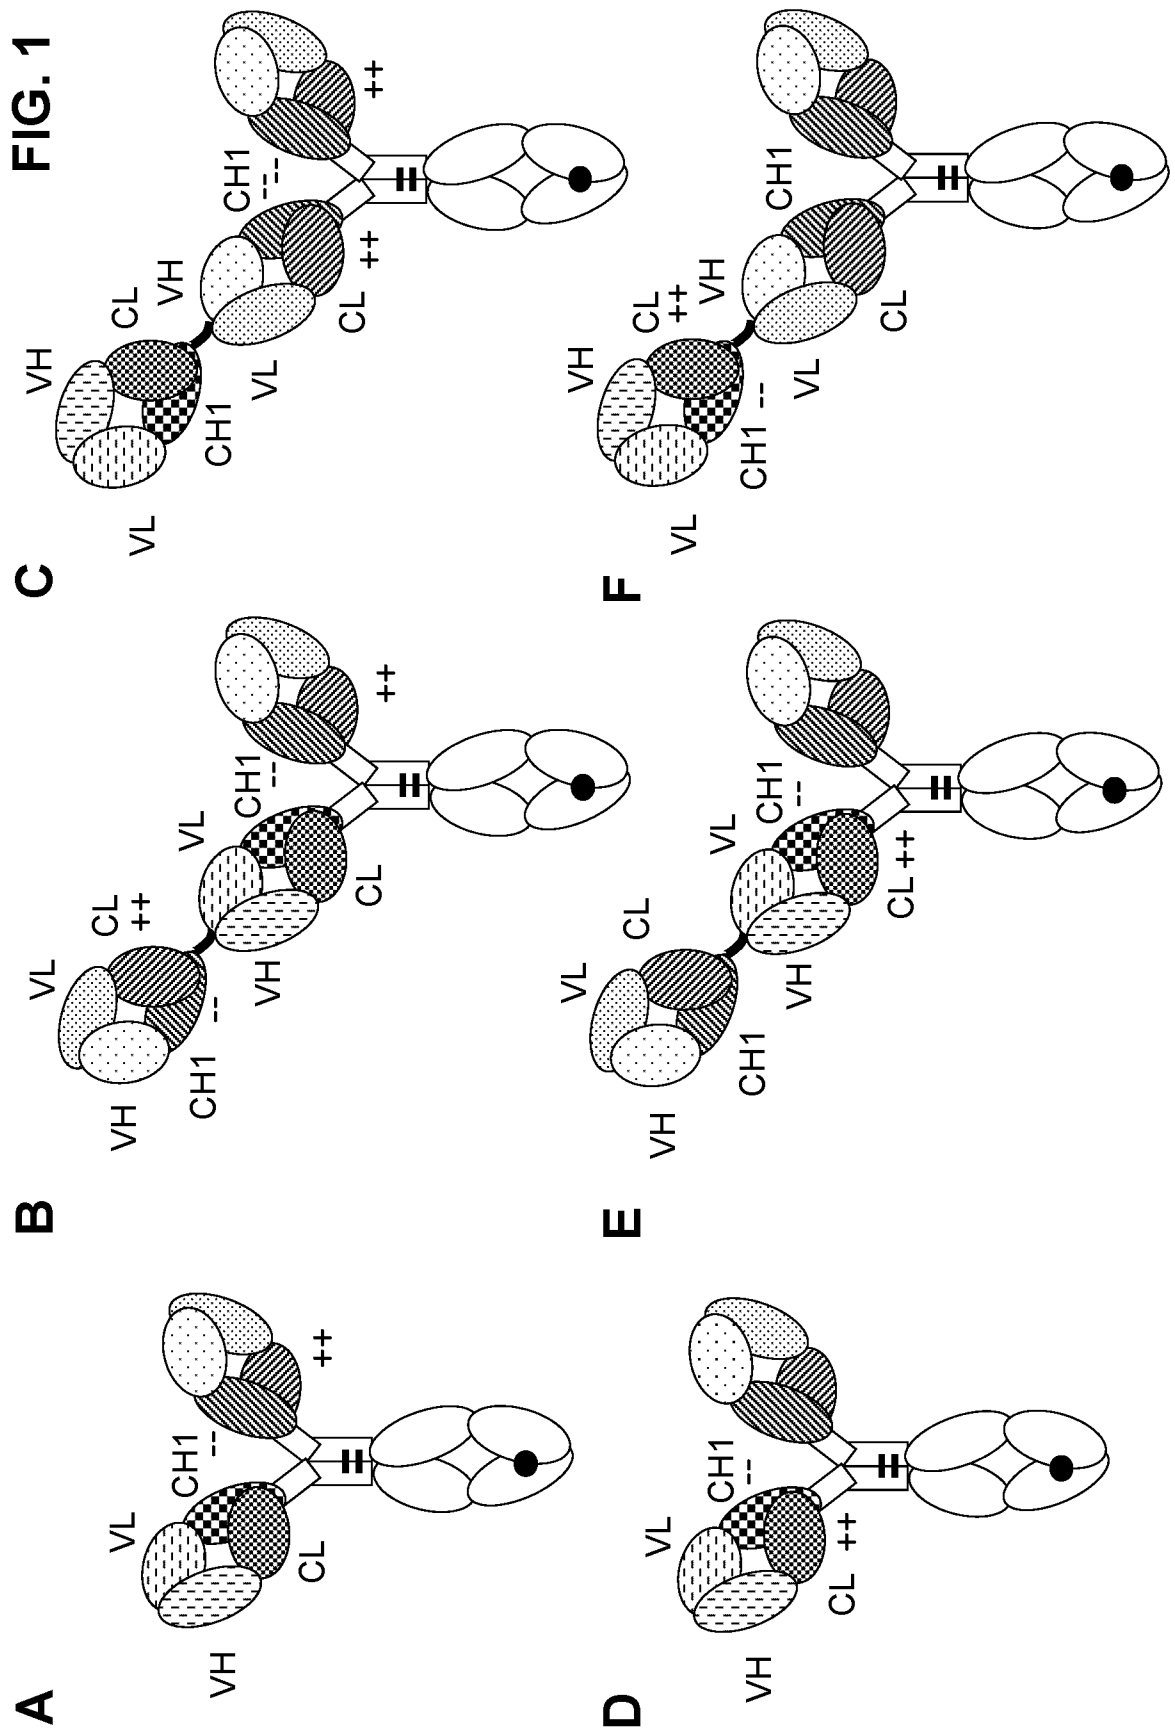 FIG. 1
A
VL
CH1
--
VH
CL
++
B
VL
CL
++
VH
CH1
--
VL
CH1
--
VH
CL
++
C
VH
CL
VL
CH1
VH
CH1
--
--
VL
CL
++
++
D
VL
CH1
--
VH
CL ++
E
VL
CL
VH
CH1
VL
CH1
--
VH
CL ++
F
VH
CL
++
VL
CH1 --
VH
CH1
VL
CL